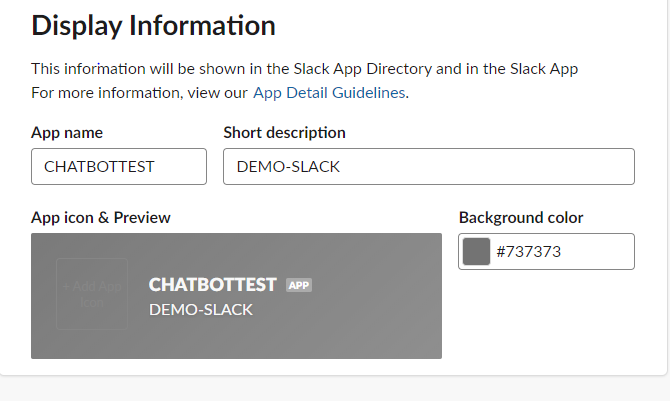 Display Information
This information will be shown in the Slack App Directory and in the Slack App
For more information, view our App Detail Guidelines.
App name
Short description
CHATBOTTEST
DEMO-SLACK
App icon & Preview
Background color
+ Add App
Icon
CHATBOTTEST APP
DEMO-SLACK
#737373